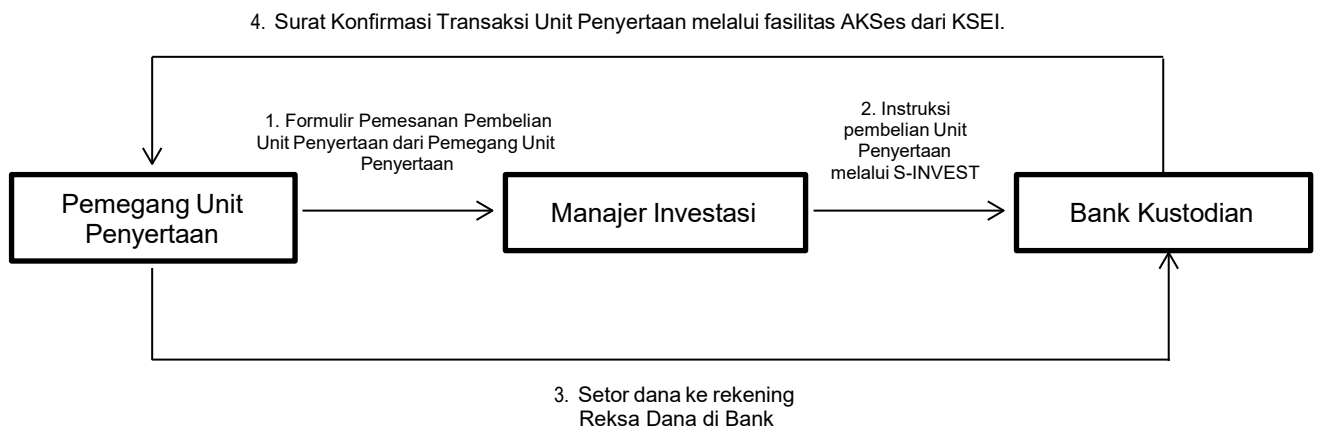 4. Surat Konfirmasi Transaksi Unit Penyertaan melalui fasilitas AKSes dari KSEI.
1. Formulir Pemesanan Pembelian
Unit Penyertaan dari Pemegang Unit
Penyertaan
2. Instruksi
pembelian Unit
Penyertaan
melalui S-INVEST
Pemegang Unit
Penyertaan
Manajer Investasi
Bank Kustodian
3. Setor dana ke rekening
Reksa Dana di Bank